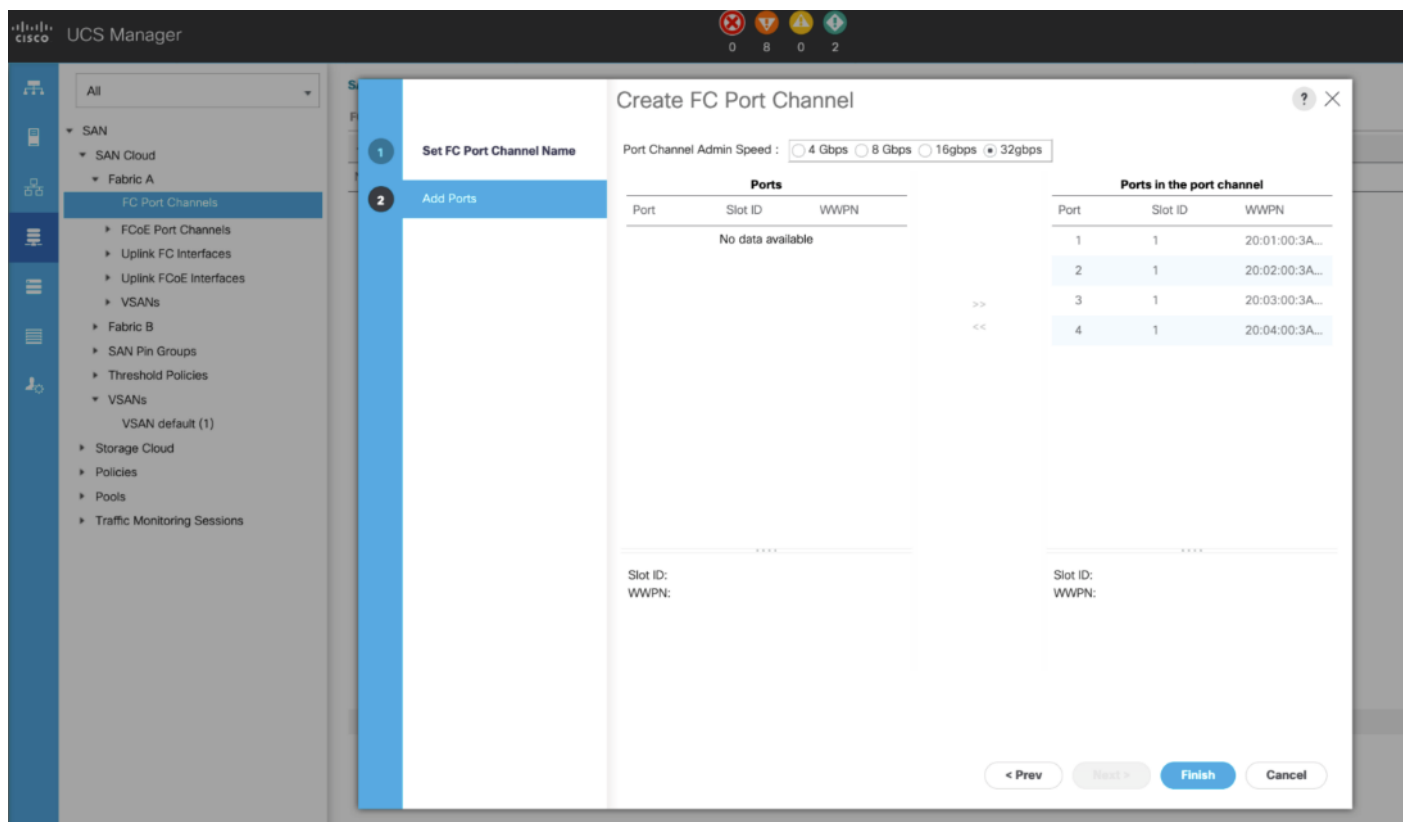 cisco UCS Manager
0 8 0 2
All
SAN
SAN Cloud
Fabric A
FC Port Channels
FCoE Port Channels
Uplink FC Interfaces
Uplink FCoE Interfaces
VSANs
Fabric B
SAN Pin Groups
Threshold Policies
VSANs
VSAN default (1)
Storage Cloud
Policies
Pools
Traffic Monitoring Sessions
Create FC Port Channel
? ×
1 Set FC Port Channel Name
2 Add Ports
Port Channel Admin Speed : 4 Gbps 8 Gbps 16gbps 32gbps
Ports
Port Slot ID WWPN
No data available
>>
<<
Ports in the port channel
Port Slot ID WWPN
1 1 20:01:00:3A...
2 1 20:02:00:3A...
3 1 20:03:00:3A...
4 1 20:04:00:3A...
Slot ID:
WWPN:
Slot ID:
WWPN:
< Prev Next > Finish Cancel